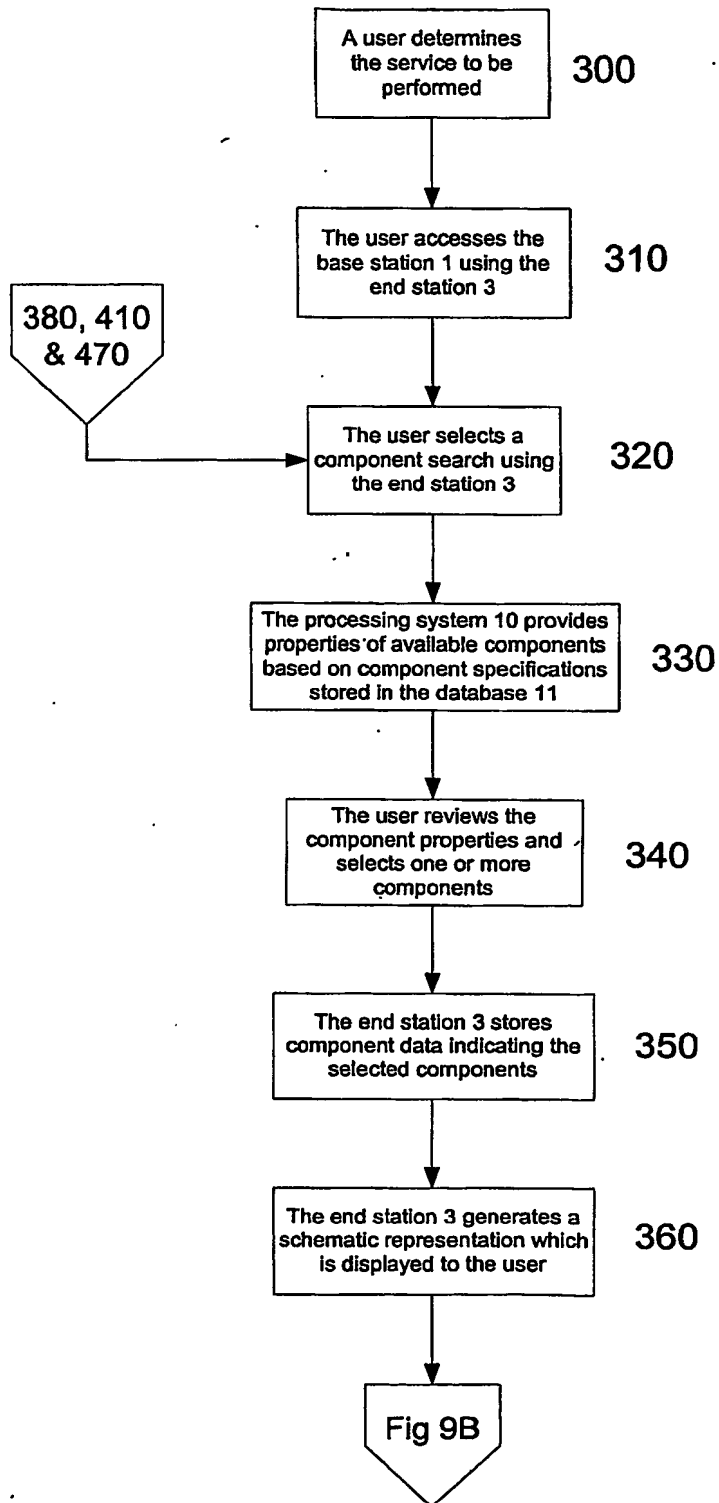 A user determines
the service to be
performed
300
The user accesses the
base station 1 using the
end station 3
310
380, 410
& 470
The user selects a
component search using
the end station 3
320
The processing system 10 provides
properties of available components
based on component specifications
stored in the database 11
330
The user reviews the
component properties and
selects one or more
components
340
The end station 3 stores
component data indicating the
selected components
350
The end station 3 generates a
schematic representation which
is displayed to the user
360
Fig 9B